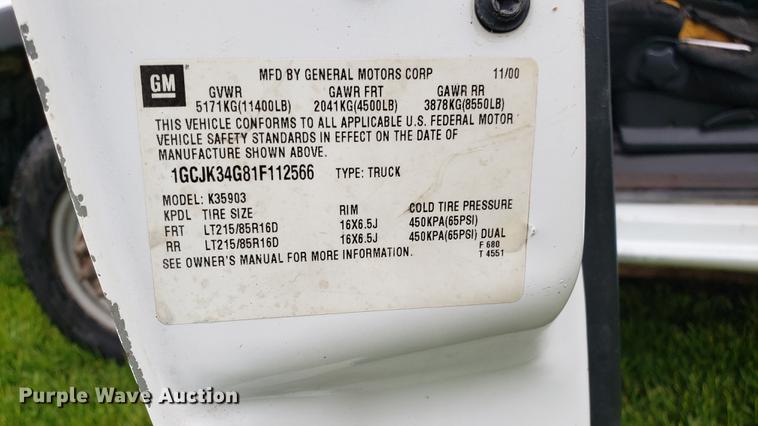 GM
MFD BY GENERAL MOTORS CORP 11/00
GVWR GAWR FRT GAWR RR
5171KG(11400LB) 2041KG(4500LB) 3878KG(8550LB)
THIS VEHICLE CONFORMS TO ALL APPLICABLE U.S. FEDERAL MOTOR
VEHICLE SAFETY STANDARDS IN EFFECT ON THE DATE OF
MANUFACTURE SHOWN ABOVE.
1GCJK34G81F112566 TYPE: TRUCK
MODEL: K35903
KPDL TIRE SIZE RIM COLD TIRE PRESSURE
FRT LT215/85R16D 16X6.5J 450KPA(65PSI)
RR LT215/85R16D 16X6.5J 450KPA(65PSI) DUAL
SEE OWNER'S MANUAL FOR MORE INFORMATION. F 680
T 4551
Purple Wave Auction